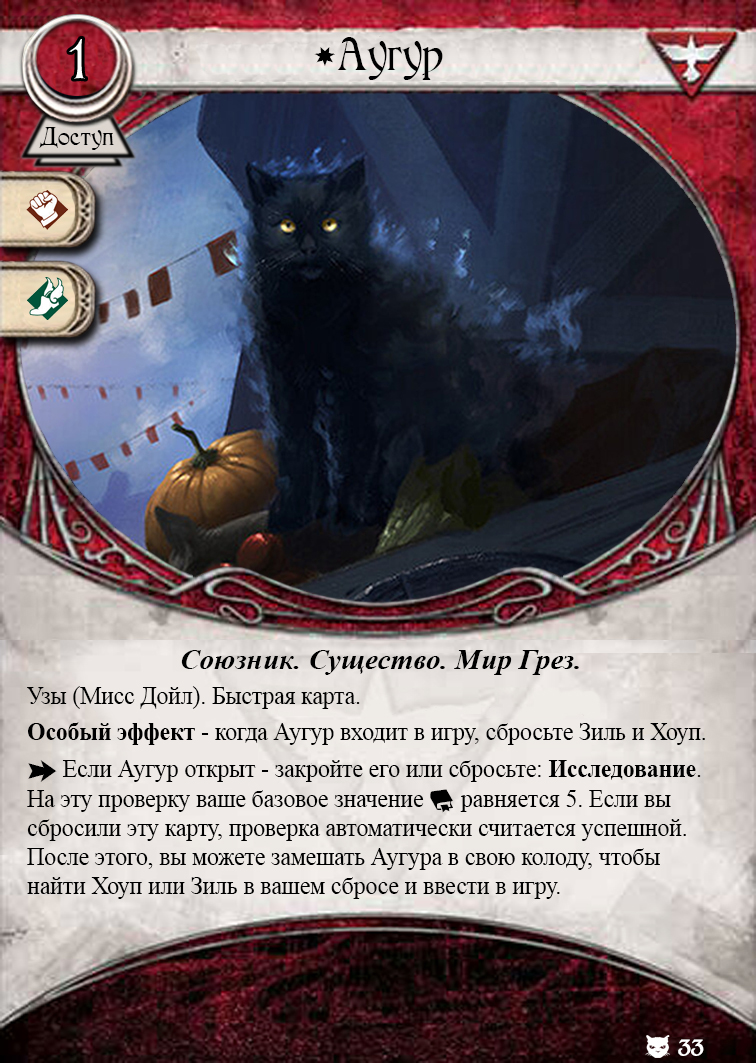 1
Аугур
Доступ
Союзник. Существо. Мир Грез.
Узы (Мисс Дойл). Быстрая карта.
Особый эффект - когда Аугур входит в игру, сбросьте Зиль и Хоуп.
Если Аугур открыт - закройте его или сбросьте: Исследование.
На эту проверку ваше базовое значение равняется 5. Если вы
сбросили эту карту, проверка автоматически считается успешной.
После этого, вы можете замешать Аугура в свою колоду, чтобы
найти Хоуп или Зиль в вашем сбросе и ввести в игру.
33